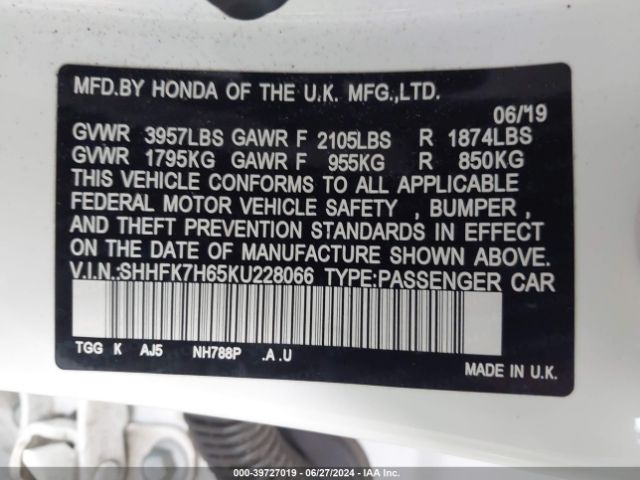 MFD.BY HONDA OF THE U.K. MFG.,LTD.
06/'19
GVWR 3957LBS GAWR F 2105LBS R 1874LBS
GVWR 1795KG GAWR F 955KG R 850KG
THIS VEHICLE CONFORMS TO ALL APPLICABLE
FEDERAL MOTOR VEHICLE SAFETY , BUMPER ,
AND THEFT PREVENTION STANDARDS IN EFFECT
ON THE DATE OF MANUFACTURE SHOWN ABOVE.
V.I.N.:SHHFK7H65KU228066 TYPE:PASSENGER CAR
TGG K AJ5 NH788P .A .U
MADE IN U.K.
000-39727019 - 06/27/2024 - IAA Inc.